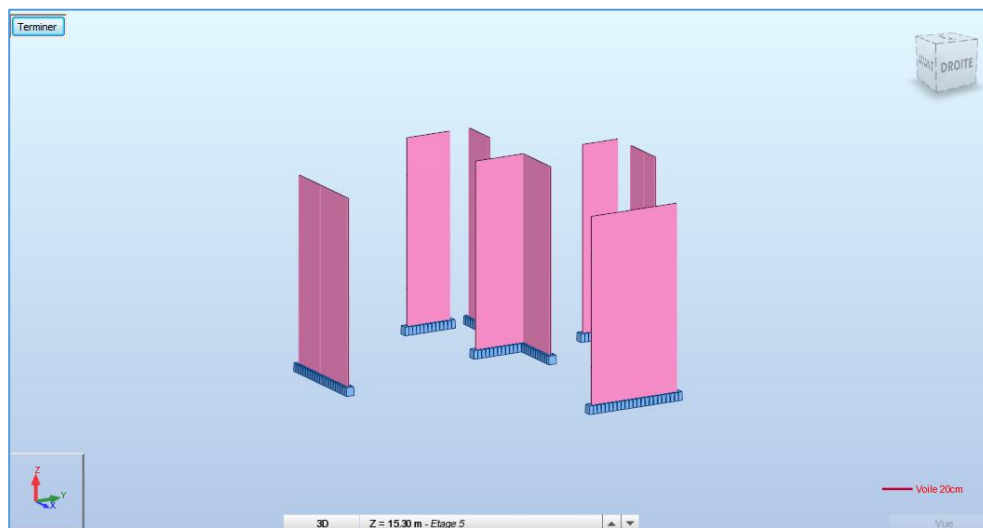 Terminer
AVANT
DROITE
Z
Y
X
Voile 20cm
3D
Z = 15.30 m - Etage 5
Vue